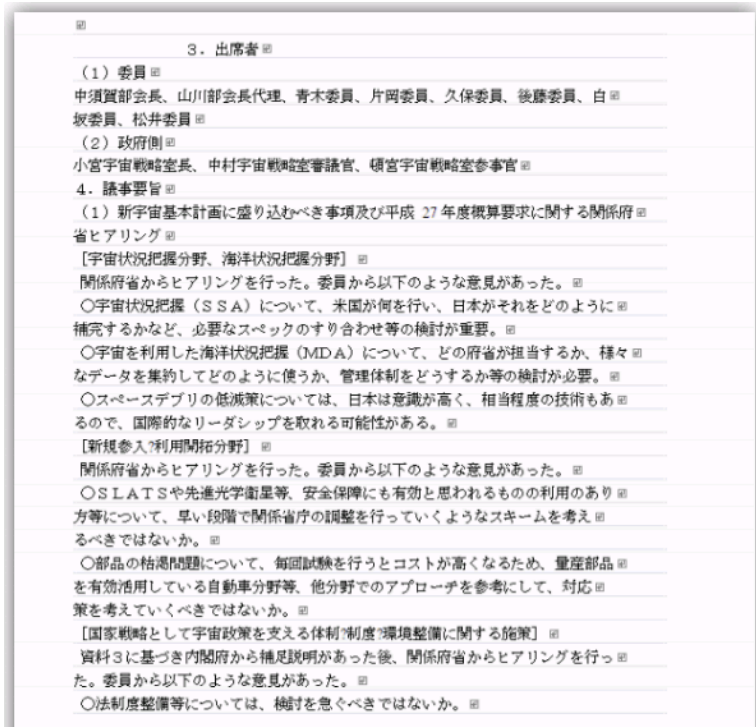 3．出席者
（1）委員
中須賀部会長、山川部会長代理、青木委員、片岡委員、久保委員、後藤委員、白
坂委員、松井委員
（2）政府側
小宮宇宙戦略室長、中村宇宙戦略室審議官、頓宮宇宙戦略室参事官
4．議事要旨
（1）新宇宙基本計画に盛り込むべき事項及び平成 27 年度概算要求に関する関係府
省ヒアリング
[宇宙状況把握分野、海洋状況把握分野]
関係府省からヒアリングを行った。委員から以下のような意見があった。
○宇宙状況把握（ＳＳＡ）について、米国が何を行い、日本がそれをどのように
補完するかなど、必要なスペックのすり合わせ等の検討が重要。
○宇宙を利用した海洋状況把握（MDA）について、どの府省が担当するか、様々
なデータを集約してどのように使うか、管理体制をどうするか等の検討が必要。
○スペースデブリの低減策については、日本は意識が高く、相当程度の技術もあ
るので、国際的なリーダシップを取れる可能性がある。
[新規参入?利用開拓分野]
関係府省からヒアリングを行った。委員から以下のような意見があった。
○ＳＬＡＴＳや先進光学衛星等、安全保障にも有効と思われるものの利用のあり
方等について、早い段階で関係省庁の調整を行っていくようなスキームを考え
るべきではないか。
○部品の枯渇問題について、毎回試験を行うとコストが高くなるため、量産部品
を有効活用している自動車分野等、他分野でのアプローチを参考にして、対応
策を考えていくべきではないか。
[国家戦略として宇宙政策を支える体制?制度?環境整備に関する施策]
資料３に基づき内閣府から補足説明があった後、関係府省からヒアリングを行っ
た。委員から以下のような意見があった。
○法制度整備等については、検討を急ぐべきではないか。